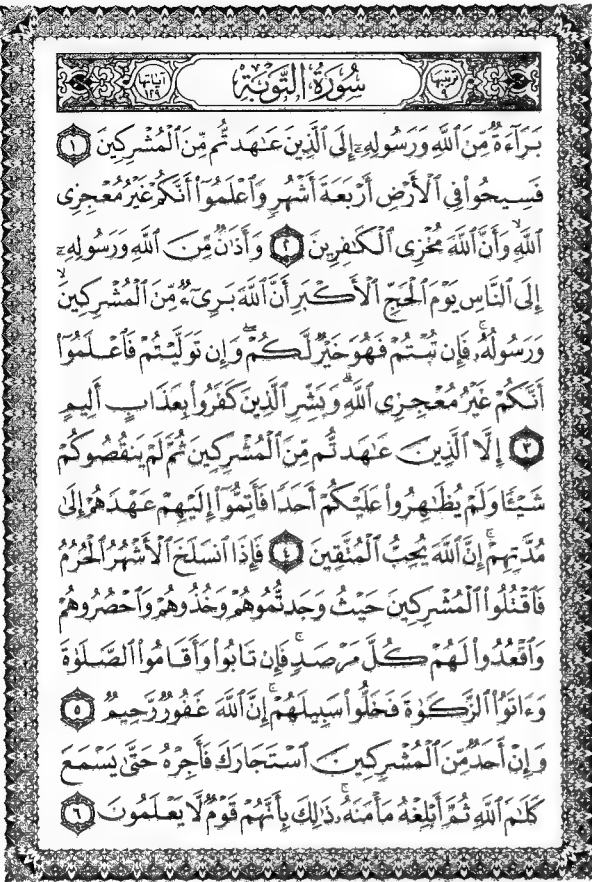 ترتيبها ٩ سُورَةُ التَّوْبَةِ آياتها ١٢٩
بَرَآءَةٌ مِّنَ ٱللَّهِ وَرَسُولِهِۦٓ إِلَى ٱلَّذِينَ عَٰهَدتُّم مِّنَ ٱلْمُشْرِكِينَ ١
فَسِيحُوا۟ فِى ٱلْأَرْضِ أَرْبَعَةَ أَشْهُرٍ وَٱعْلَمُوٓا۟ أَنَّكُمْ غَيْرُ مُعْجِزِى
ٱللَّهِ ۙ وَأَنَّ ٱللَّهَ مُخْزِى ٱلْكَٰفِرِينَ ٢ وَأَذَٰنٌ مِّنَ ٱللَّهِ وَرَسُولِهِۦٓ
إِلَى ٱلنَّاسِ يَوْمَ ٱلْحَجِّ ٱلْأَكْبَرِ أَنَّ ٱللَّهَ بَرِىٓءٌ مِّنَ ٱلْمُشْرِكِينَ ۙ
وَرَسُولُهُۥ ۚ فَإِن تُبْتُمْ فَهُوَ خَيْرٌ لَّكُمْ ۖ وَإِن تَوَلَّيْتُمْ فَٱعْلَمُوٓا۟
أَنَّكُمْ غَيْرُ مُعْجِزِى ٱللَّهِ ۗ وَبَشِّرِ ٱلَّذِينَ كَفَرُوا۟ بِعَذَابٍ أَلِيمٍ
٣ إِلَّا ٱلَّذِينَ عَٰهَدتُّم مِّنَ ٱلْمُشْرِكِينَ ثُمَّ لَمْ يَنقُصُوكُمْ
شَيْـًٔا وَلَمْ يُظَٰهِرُوا۟ عَلَيْكُمْ أَحَدًا فَأَتِمُّوٓا۟ إِلَيْهِمْ عَهْدَهُمْ إِلَىٰ
مُدَّتِهِمْ ۚ إِنَّ ٱللَّهَ يُحِبُّ ٱلْمُتَّقِينَ ٤ فَإِذَا ٱنسَلَخَ ٱلْأَشْهُرُ ٱلْحُرُمُ
فَٱقْتُلُوا۟ ٱلْمُشْرِكِينَ حَيْثُ وَجَدتُّمُوهُمْ وَخُذُوهُمْ وَٱحْصُرُوهُمْ
وَٱقْعُدُوا۟ لَهُمْ كُلَّ مَرْصَدٍ ۚ فَإِن تَابُوا۟ وَأَقَامُوا۟ ٱلصَّلَوٰةَ
وَءَاتَوُا۟ ٱلزَّكَوٰةَ فَخَلُّوا۟ سَبِيلَهُمْ ۚ إِنَّ ٱللَّهَ غَفُورٌ رَّحِيمٌ ٥
وَإِنْ أَحَدٌ مِّنَ ٱلْمُشْرِكِينَ ٱسْتَجَارَكَ فَأَجِرْهُ حَتَّىٰ يَسْمَعَ
كَلَٰمَ ٱللَّهِ ثُمَّ أَبْلِغْهُ مَأْمَنَهُۥ ۚ ذَٰلِكَ بِأَنَّهُمْ قَوْمٌ لَّا يَعْلَمُونَ ٦